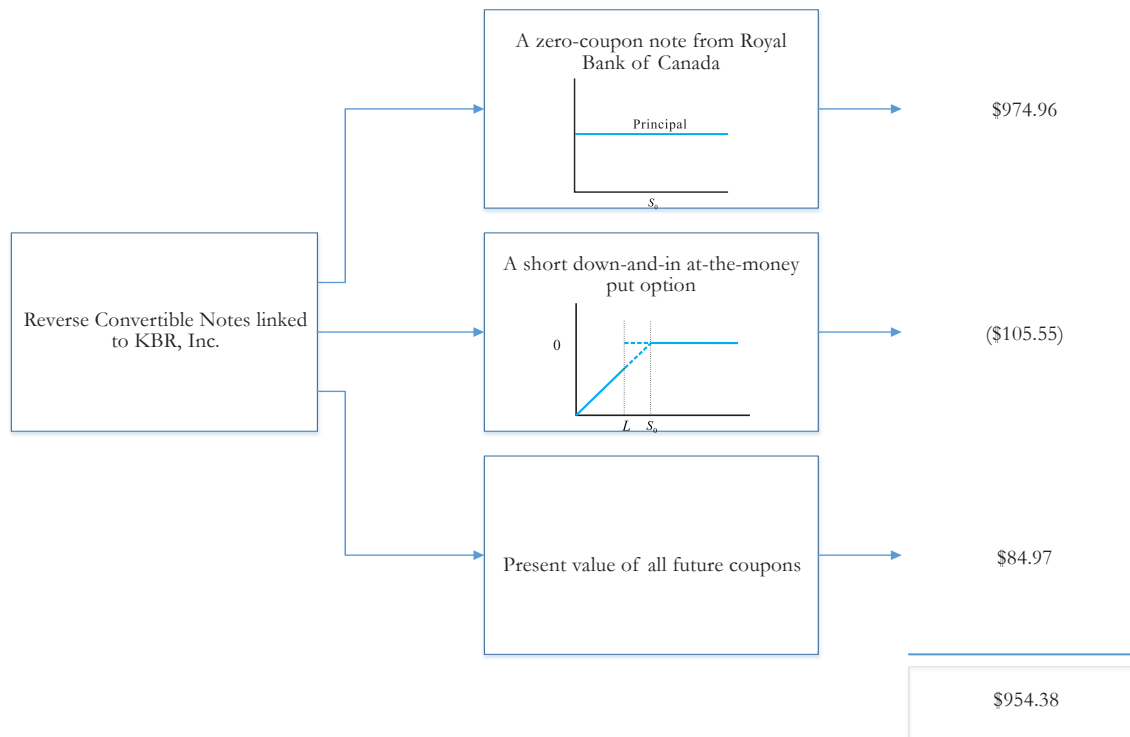 A zero-coupon note from Royal
Bank of Canada
Principal
S₀
$974.96
Reverse Convertible Notes linked
to KBR, Inc.
A short down-and-in at-the-money
put option
0
L S₀
($105.55)
Present value of all future coupons
$84.97
$954.38